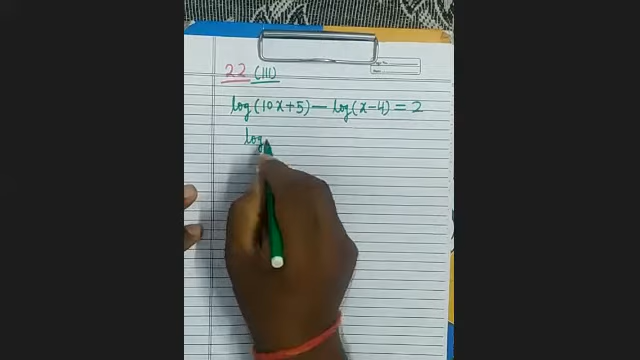 22 (III)
log(10x+5) – log(x-4) = 2
log